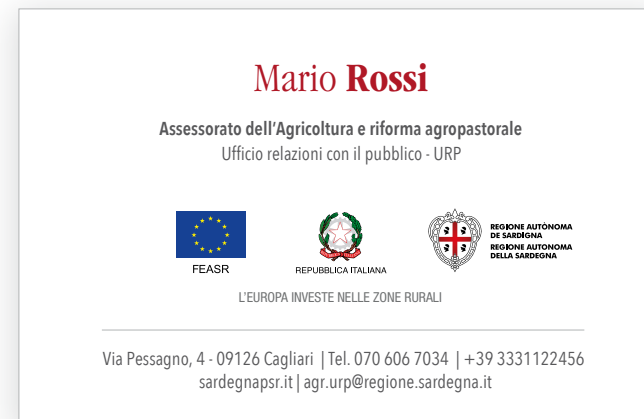 Mario Rossi
Assessorato dell'Agricoltura e riforma agropastorale
Ufficio relazioni con il pubblico - URP
FEASR
REPUBBLICA ITALIANA
REGIONE AUTÒNOMA
DE SARDIGNA
REGIONE AUTONOMA
DELLA SARDEGNA
L'EUROPA INVESTE NELLE ZONE RURALI
Via Pessagno, 4 - 09126 Cagliari | Tel. 070 606 7034 | +39 3331122456
sardegnapsr.it | agr.urp@regione.sardegna.it